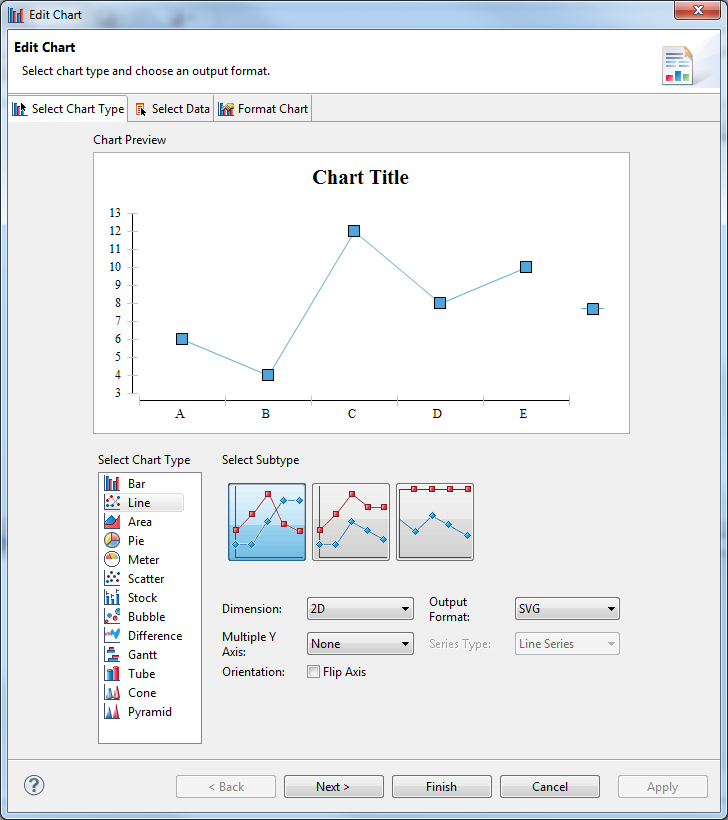 Edit Chart
Edit Chart
Select chart type and choose an output format.
Select Chart Type
Select Data
Format Chart
Chart Preview
Chart Title
13
12
11
10
9
8
7
6
5
4
3
A B C D E
Select Chart Type
Bar
Line
Area
Pie
Meter
Scatter
Stock
Bubble
Difference
Gantt
Tube
Cone
Pyramid
Select Subtype
Dimension: 2D
Output
Format: SVG
Multiple Y
Axis: None
Series Type: Line Series
Orientation: Flip Axis
?
< Back
Next >
Finish
Cancel
Apply